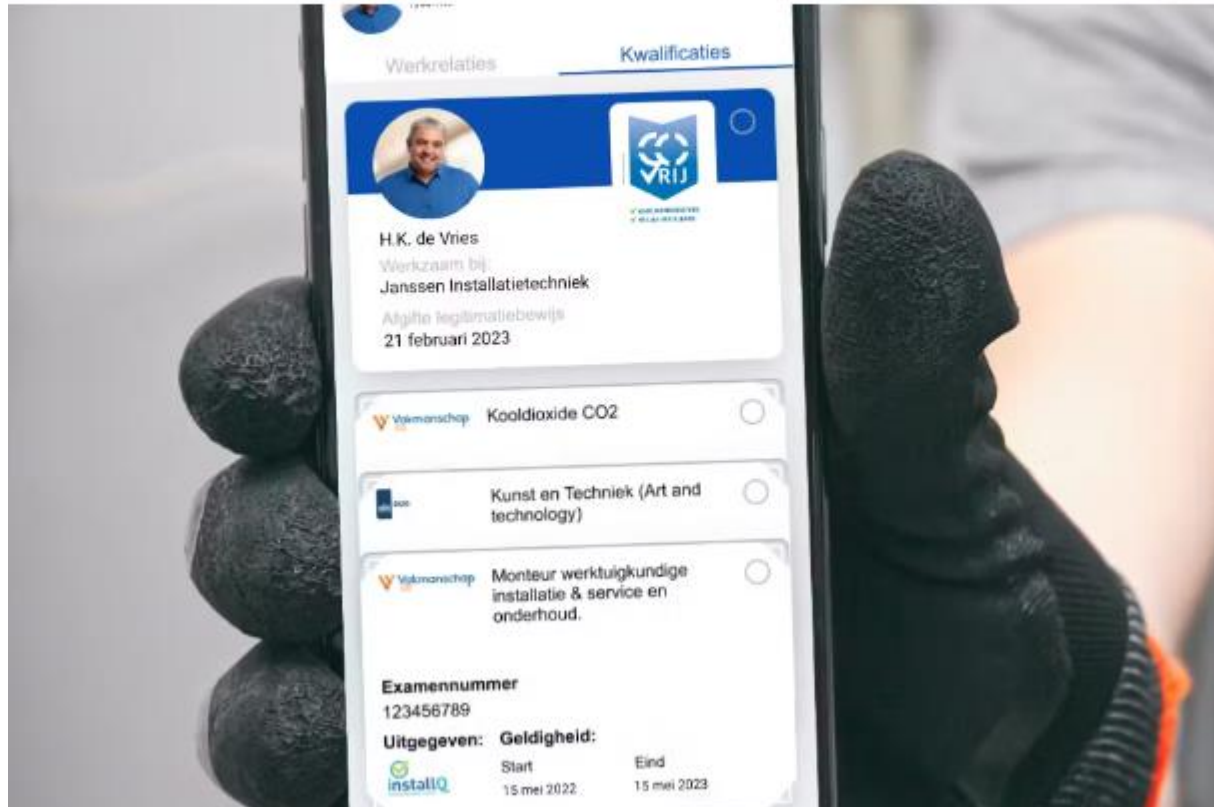 Werkrelaties
Kwalificaties
GO
VRIJ
H.K. de Vries
Werkzaam bij:
Janssen Installatietechniek
Afgifte legitimatiebewijs
21 februari 2023
Vakmanschap
Kooldioxide CO2
DUO
Kunst en Techniek (Art and
technology)
Vakmanschap
Monteur werktuigkundige
installatie & service en
onderhoud.
Examennummer
123456789
Uitgegeven:
Geldigheid:
installQ
Start
Eind
15 mei 2022
15 mei 2023